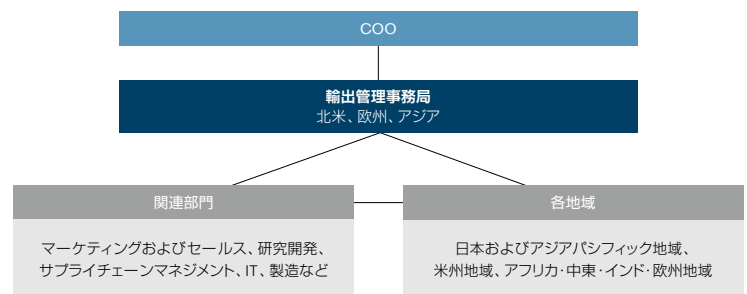 COO
輸出管理事務局
北米、欧州、アジア
関連部門
マーケティングおよびセールス、研究開発、
サプライチェーンマネジメント、IT、製造など
各地域
日本およびアジアパシフィック地域、
米州地域、アフリカ・中東・インド・欧州地域